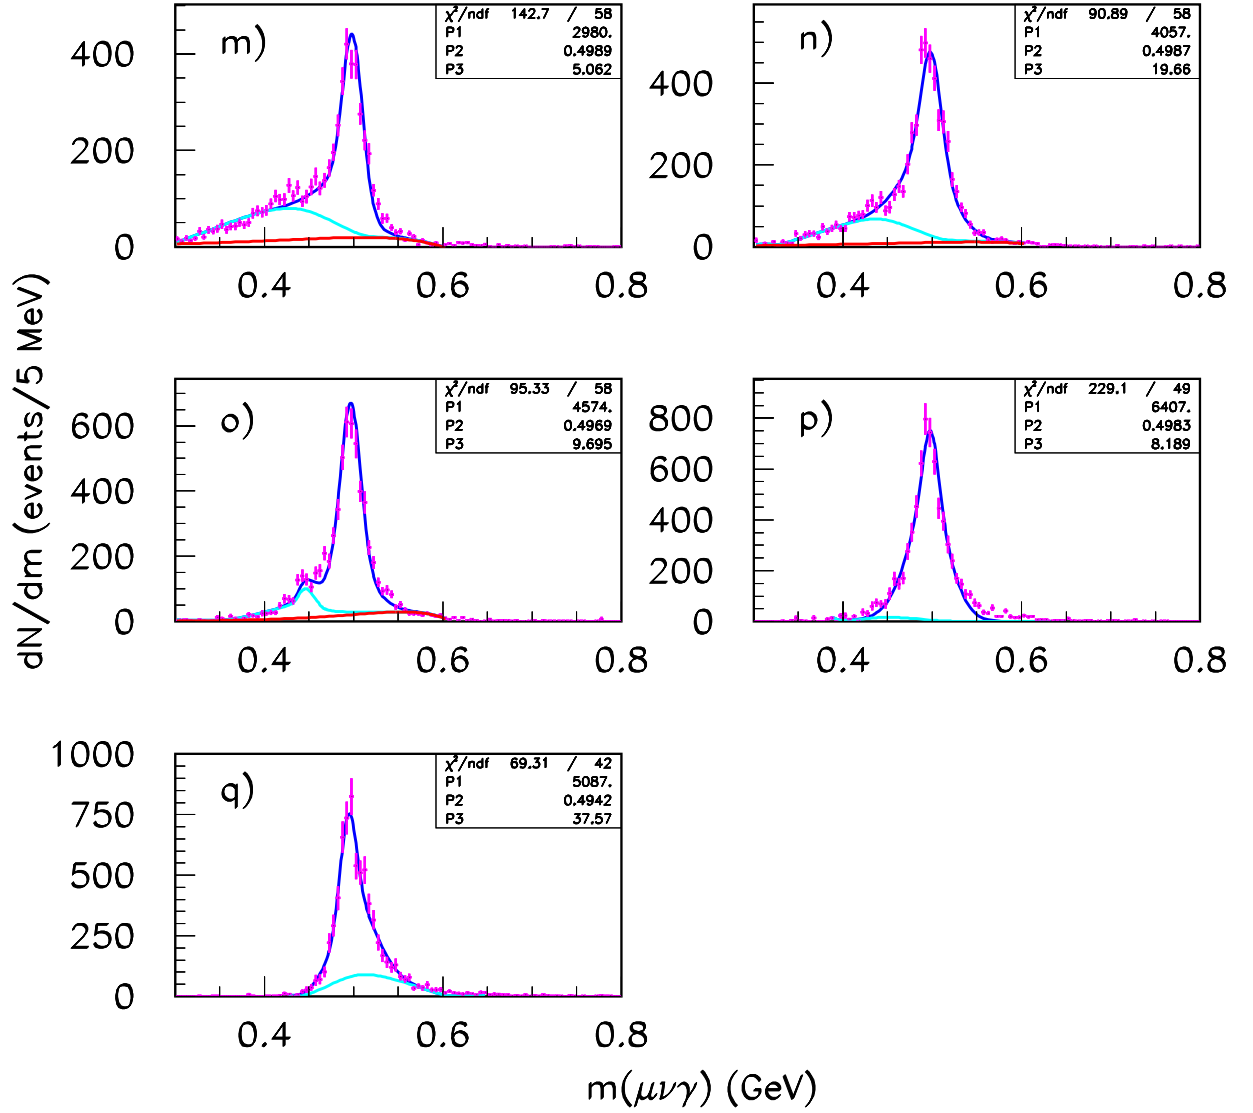 m)
χ²/ndf 142.7 / 58
P1 2980.
P2 0.4989
P3 5.062
400
200
0
0.4 0.6 0.8
n)
χ²/ndf 90.89 / 58
P1 4057.
P2 0.4987
P3 19.66
400
200
0
0.4 0.6 0.8
dN/dm (events/5 MeV)
o)
χ²/ndf 95.33 / 58
P1 4574.
P2 0.4969
P3 9.695
600
400
200
0
0.4 0.6 0.8
p)
χ²/ndf 229.1 / 49
P1 6407.
P2 0.4983
P3 8.189
800
600
400
200
0
0.4 0.6 0.8
q)
χ²/ndf 69.31 / 42
P1 5087.
P2 0.4942
P3 37.57
1000
750
500
250
0
0.4 0.6 0.8
m(μνγ) (GeV)